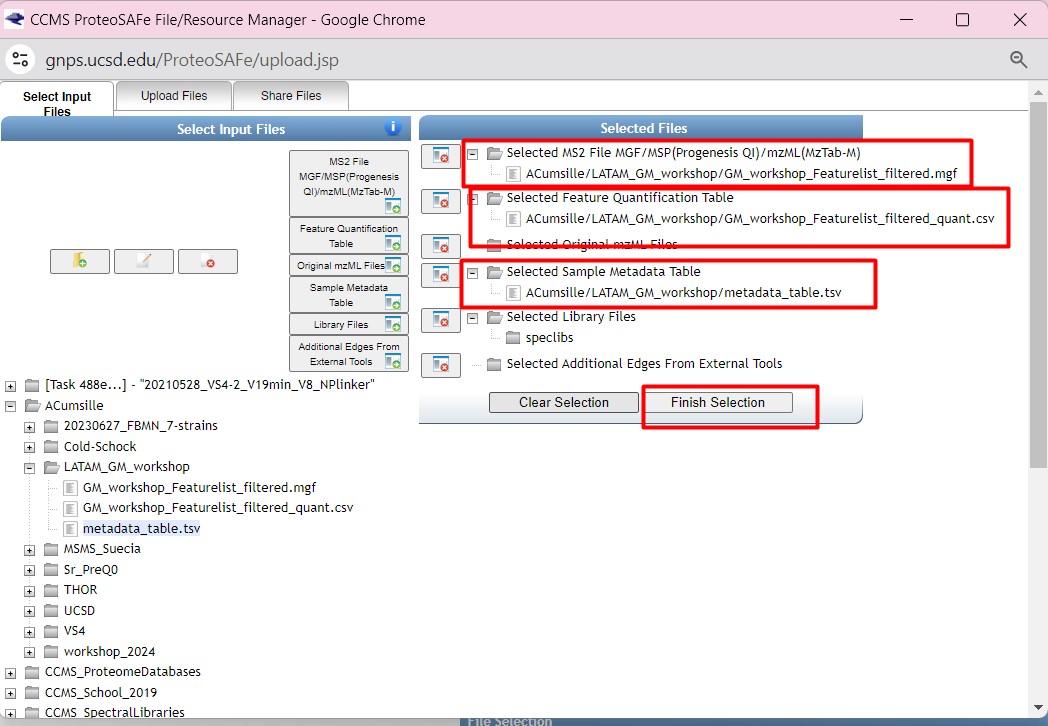 CCMS ProteoSAFe File/Resource Manager - Google Chrome
gnps.ucsd.edu/ProteoSAFe/upload.jsp
Select Input
Files
Upload Files
Share Files
Select Input Files
i
MS2 File
MGF/MSP(Progenesis
QI)/mzML(MzTab-M)
Feature Quantification
Table
Original mzML Files
Sample Metadata
Table
Library Files
Additional Edges From
External Tools
[Task 488e...] - "20210528_VS4-2_V19min_V8_NPlinker"
ACumsille
20230627_FBMN_7-strains
Cold-Schock
LATAM_GM_workshop
GM_workshop_Featurelist_filtered.mgf
GM_workshop_Featurelist_filtered_quant.csv
metadata_table.tsv
MSMS_Suecia
Sr_PreQ0
THOR
UCSD
VS4
workshop_2024
CCMS_ProteomeDatabases
CCMS_School_2019
CCMS_SpectralLibraries
Selected Files
Selected MS2 File MGF/MSP(Progenesis QI)/mzML(MzTab-M)
ACumsille/LATAM_GM_workshop/GM_workshop_Featurelist_filtered.mgf
Selected Feature Quantification Table
ACumsille/LATAM_GM_workshop/GM_workshop_Featurelist_filtered_quant.csv
Selected Original mzML Files
Selected Sample Metadata Table
ACumsille/LATAM_GM_workshop/metadata_table.tsv
Selected Library Files
speclibs
Selected Additional Edges From External Tools
Clear Selection
Finish Selection
File Selection